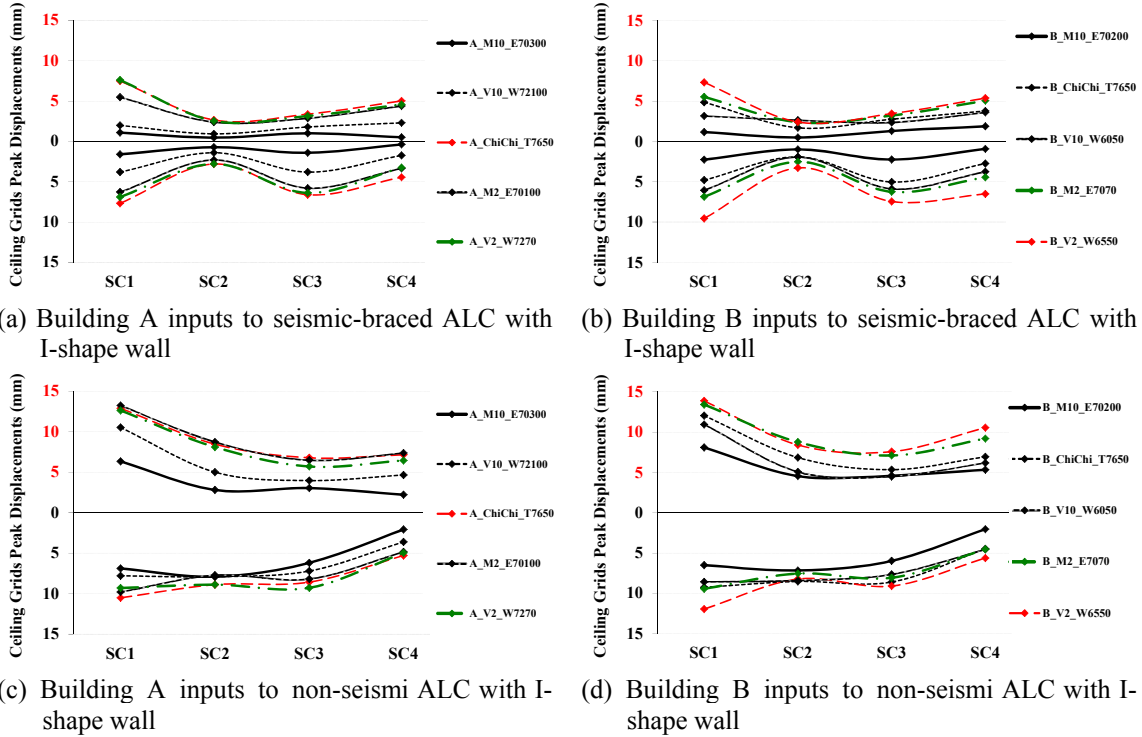 Ceiling Grids Peak Displacements (mm)
15
10
5
0
5
10
15
SC1 SC2 SC3 SC4
A_M10_E70300
A_V10_W72100
A_ChiChi_T7650
A_M2_E70100
A_V2_W7270
(a) Building A inputs to seismic-braced ALC with
I-shape wall
Ceiling Grids Peak Displacements (mm)
15
10
5
0
5
10
15
SC1 SC2 SC3 SC4
B_M10_E70200
B_ChiChi_T7650
B_V10_W6050
B_M2_E7070
B_V2_W6550
(b) Building B inputs to seismic-braced ALC with
I-shape wall
Ceiling Grids Peak Displacements (mm)
15
10
5
0
5
10
15
SC1 SC2 SC3 SC4
A_M10_E70300
A_V10_W72100
A_ChiChi_T7650
A_M2_E70100
A_V2_W7270
(c) Building A inputs to non-seismi ALC with I-
shape wall
Ceiling Grids Peak Displacements (mm)
15
10
5
0
5
10
15
SC1 SC2 SC3 SC4
B_M10_E70200
B_ChiChi_T7650
B_V10_W6050
B_M2_E7070
B_V2_W6550
(d) Building B inputs to non-seismi ALC with I-
shape wall